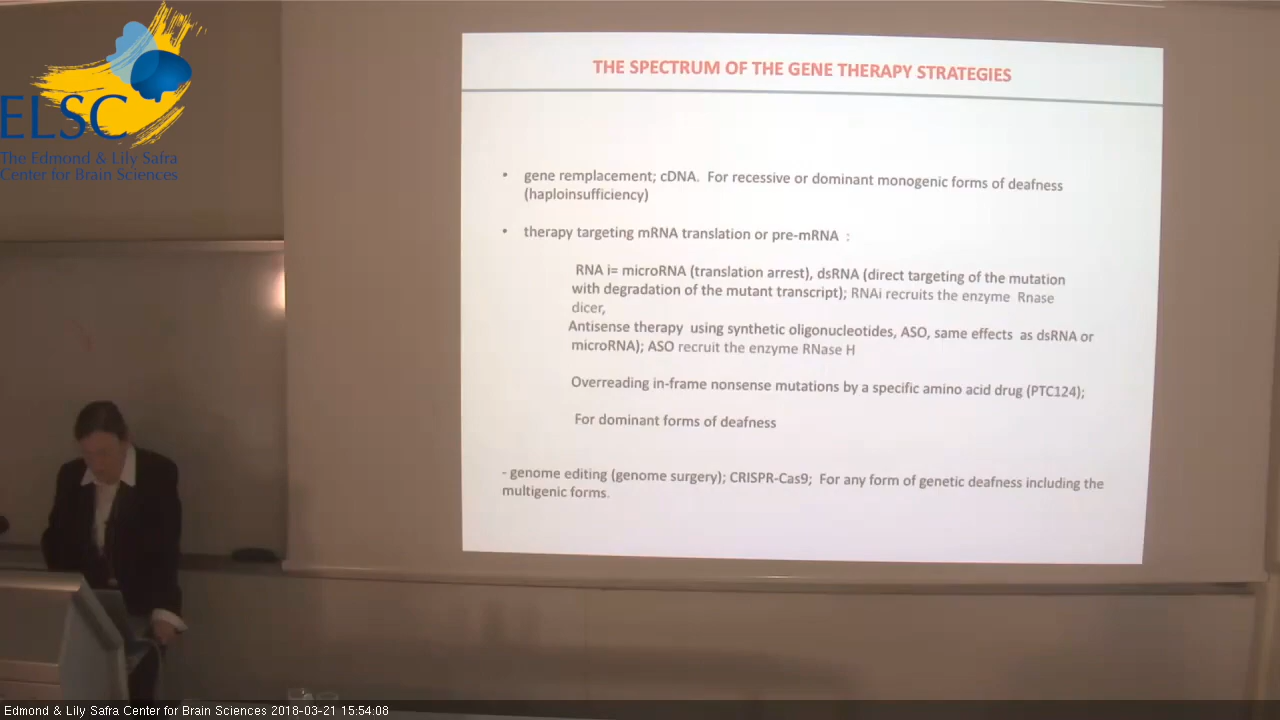 ELSC
The Edmond & Lily Safra
Center for Brain Sciences
THE SPECTRUM OF THE GENE THERAPY STRATEGIES
• gene remplacement; cDNA. For recessive or dominant monogenic forms of deafness
(haploinsufficiency)
• therapy targeting mRNA translation or pre-mRNA :
RNA i= microRNA (translation arrest), dsRNA (direct targeting of the mutation
with degradation of the mutant transcript); RNAi recruits the enzyme Rnase
dicer,
Antisense therapy using synthetic oligonucleotides, ASO, same effects as dsRNA or
microRNA); ASO recruit the enzyme RNase H
Overreading in-frame nonsense mutations by a specific amino acid drug (PTC124);
For dominant forms of deafness
- genome editing (genome surgery); CRISPR-Cas9; For any form of genetic deafness including the
multigenic forms.
Edmond & Lily Safra Center for Brain Sciences 2018-03-21 15:54:08